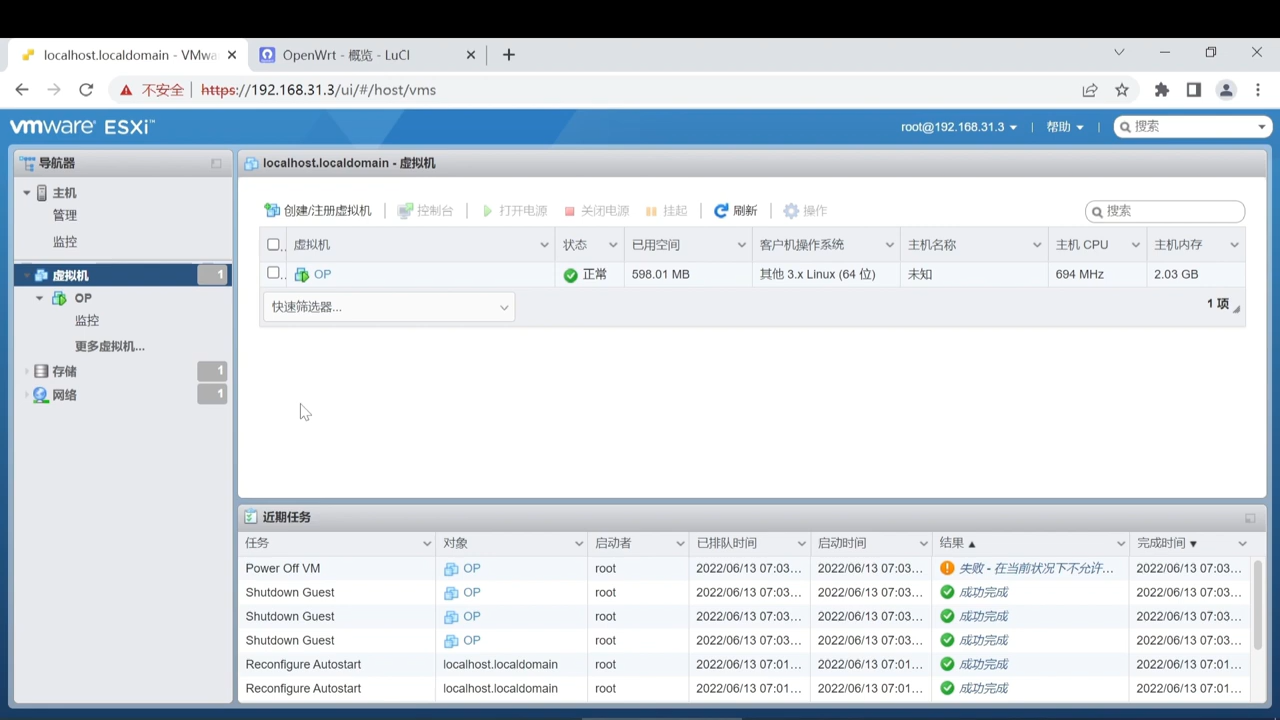 localhost.localdomain - VMwa
OpenWrt - 概览 - LuCI
不安全 https://192.168.31.3/ui/#/host/vms
vmware ESXi™
root@192.168.31.3
帮助
搜索
导航器
主机
管理
监控
虚拟机 1
OP
监控
更多虚拟机...
存储 1
网络 1
localhost.localdomain - 虚拟机
创建/注册虚拟机 控制台 打开电源 关闭电源 挂起 刷新 操作 搜索
虚拟机 状态 已用空间 客户机操作系统 主机名称 主机 CPU 主机内存
OP 正常 598.01 MB 其他 3.x Linux (64 位) 未知 694 MHz 2.03 GB
快速筛选器... 1 项
近期任务
任务 对象 启动者 已排队时间 启动时间 结果 ▲ 完成时间 ▼
Power Off VM OP root 2022/06/13 07:03... 2022/06/13 07:03... 失败 - 在当前状况下不允许... 2022/06/13 07:03...
Shutdown Guest OP root 2022/06/13 07:03... 2022/06/13 07:03... 成功完成 2022/06/13 07:03...
Shutdown Guest OP root 2022/06/13 07:03... 2022/06/13 07:03... 成功完成 2022/06/13 07:03...
Shutdown Guest OP root 2022/06/13 07:03... 2022/06/13 07:03... 成功完成 2022/06/13 07:03...
Reconfigure Autostart localhost.localdomain root 2022/06/13 07:01... 2022/06/13 07:01... 成功完成 2022/06/13 07:01...
Reconfigure Autostart localhost.localdomain root 2022/06/13 07:01... 2022/06/13 07:01... 成功完成 2022/06/13 07:01...